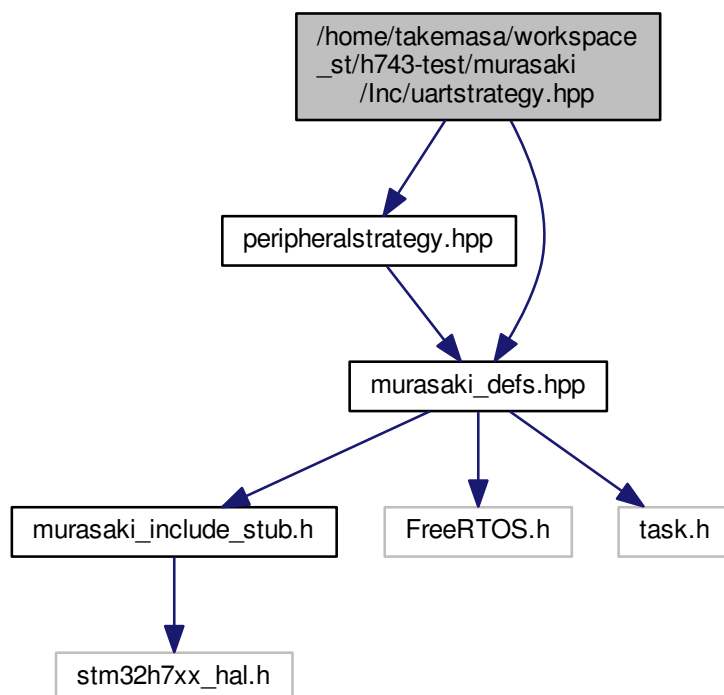 /home/takemasa/workspace
_st/h743-test/murasaki
/Inc/uartstrategy.hpp
peripheralstrategy.hpp
murasaki_defs.hpp
murasaki_include_stub.h
FreeRTOS.h
task.h
stm32h7xx_hal.h